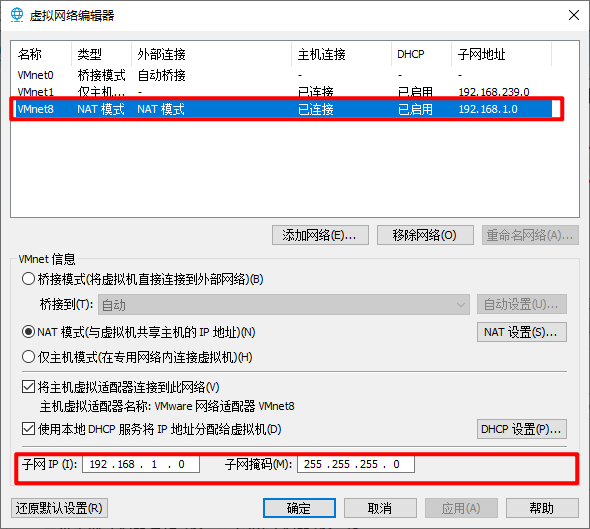 虚拟网络编辑器
名称 类型 外部连接 主机连接 DHCP 子网地址
VMnet0 桥接模式 自动桥接 - - -
VMnet1 仅主机... - 已连接 已启用 192.168.239.0
VMnet8 NAT 模式 NAT 模式 已连接 已启用 192.168.1.0
添加网络(E)... 移除网络(O) 重命名网络(A)...
VMnet 信息
桥接模式(将虚拟机直接连接到外部网络)(B)
桥接到(T): 自动 自动设置(U)...
NAT 模式(与虚拟机共享主机的 IP 地址)(N) NAT 设置(S)...
仅主机模式(在专用网络内连接虚拟机)(H)
将主机虚拟适配器连接到此网络(V)
主机虚拟适配器名称: VMware 网络适配器 VMnet8
使用本地 DHCP 服务将 IP 地址分配给虚拟机(D) DHCP 设置(P)...
子网 IP (I): 192 .168 . 1 . 0 子网掩码(M): 255 .255 .255 . 0
还原默认设置(R) 确定 取消 应用(A) 帮助